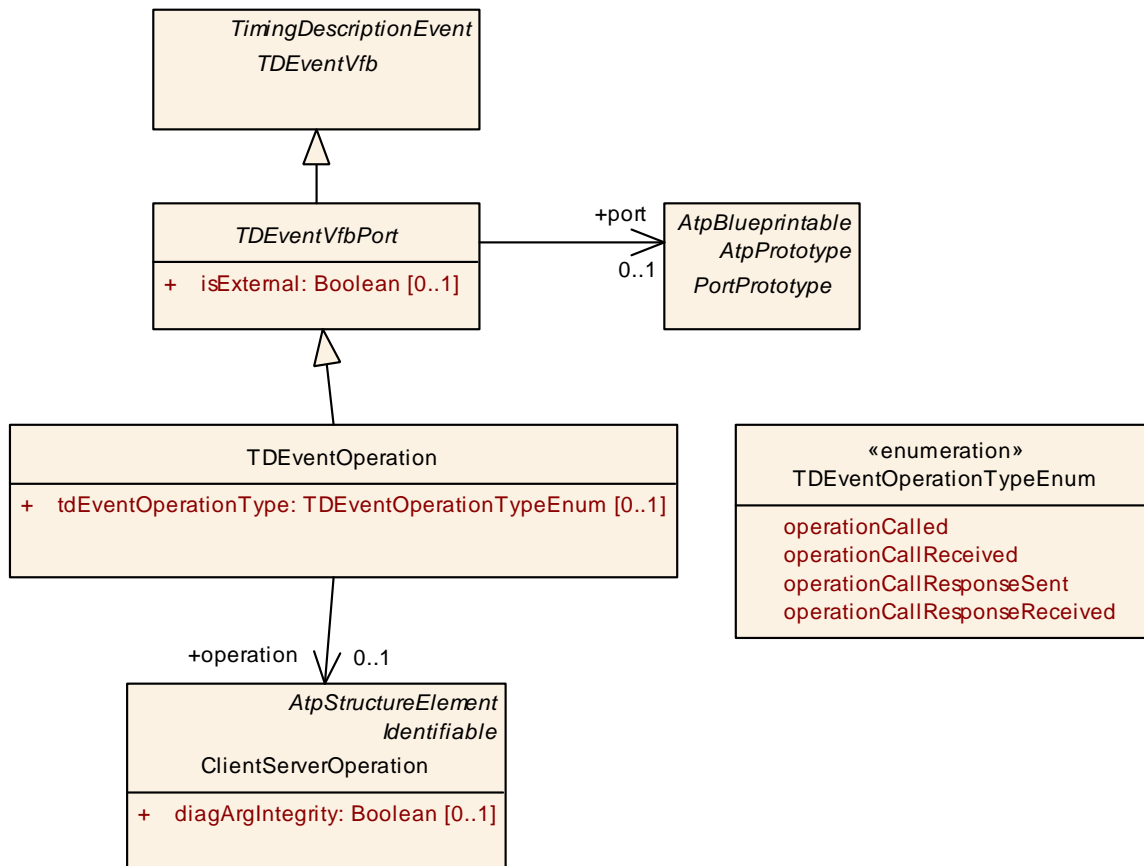 TimingDescriptionEvent
TDEventVfb
TDEventVfbPort
+ isExternal: Boolean [0..1]
+port
0..1
AtpBlueprintable
AtpPrototype
PortPrototype
TDEventOperation
+ tdEventOperationType: TDEventOperationTypeEnum [0..1]
«enumeration»
TDEventOperationTypeEnum
operationCalled
operationCallReceived
operationCallResponseSent
operationCallResponseReceived
+operation
0..1
AtpStructureElement
Identifiable
ClientServerOperation
+ diagArgIntegrity: Boolean [0..1]